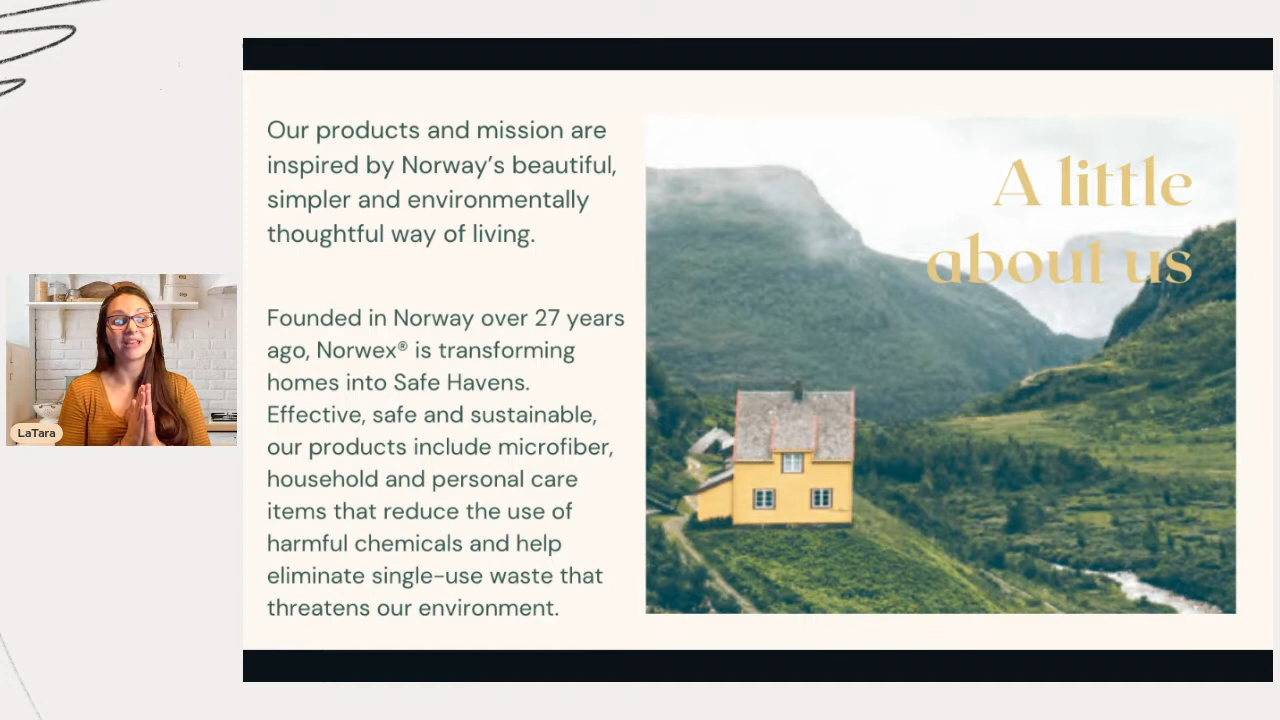 Our products and mission are
inspired by Norway’s beautiful,
simpler and environmentally
thoughtful way of living.
Founded in Norway over 27 years
ago, Norwex® is transforming
homes into Safe Havens.
Effective, safe and sustainable,
our products include microfiber,
household and personal care
items that reduce the use of
harmful chemicals and help
eliminate single-use waste that
threatens our environment.
A little
about us
LaTara